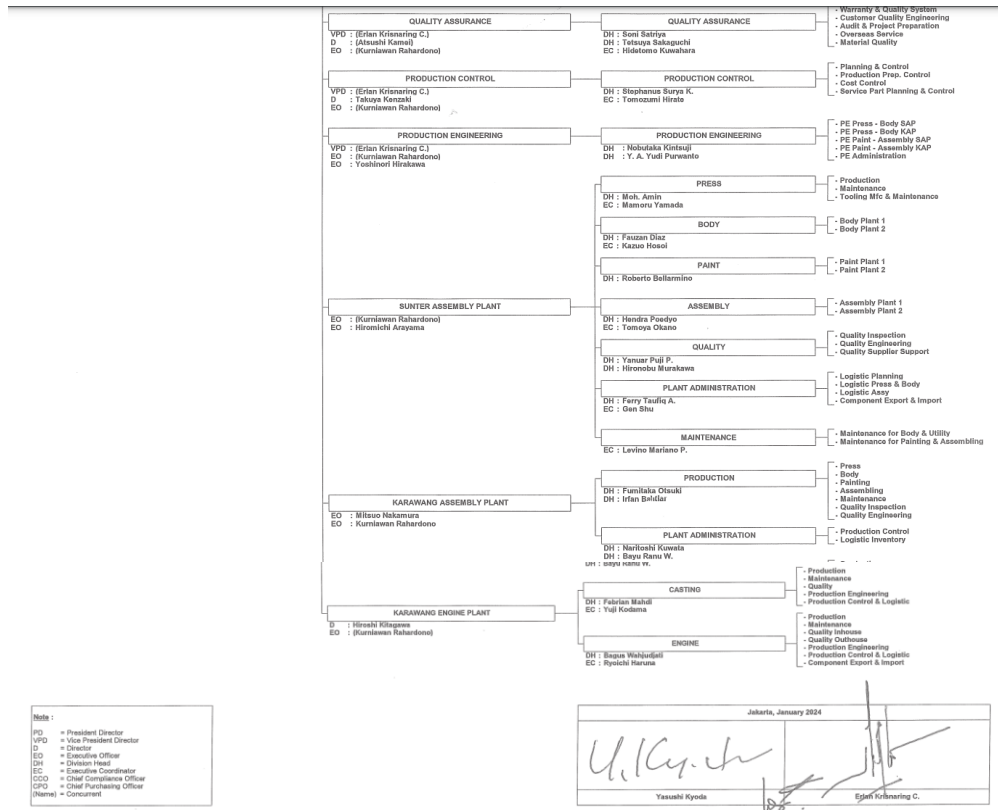 QUALITY ASSURANCE
VPD : (Erlan Krisnaring C.)
D : (Atsushi Kamei)
EO : (Kurniawan Rahardono)
QUALITY ASSURANCE
DH : Soni Satriya
DH : Tetsuya Sakaguchi
EC : Hidetomo Kuwahara
- Warranty & Quality System
- Customer Quality Engineering
- Audit & Project Preparation
- Overseas Service
- Material Quality
PRODUCTION CONTROL
VPD : (Erlan Krisnaring C.)
D : Takuya Kenzaki
EO : (Kurniawan Rahardono)
PRODUCTION CONTROL
DH : Stephanus Surya K.
EC : Tomozumi Hirate
- Planning & Control
- Production Prep. Control
- Cost Control
- Service Part Planning & Control
PRODUCTION ENGINEERING
VPD : (Erlan Krisnaring C.)
EO : (Kurniawan Rahardono)
EO : Yoshinori Hirakawa
PRODUCTION ENGINEERING
DH : Nobutaka Kintsuji
DH : Y. A. Yudi Purwanto
- PE Press - Body SAP
- PE Press - Body KAP
- PE Paint - Assembly SAP
- PE Paint - Assembly KAP
- PE Administration
SUNTER ASSEMBLY PLANT
EO : (Kurniawan Rahardono)
EO : Hiromichi Arayama
PRESS
DH : Moh. Amin
EC : Mamoru Yamada
- Production
- Maintenance
- Tooling Mfc & Maintenance
BODY
DH : Fauzan Diaz
EC : Kazuo Hosoi
- Body Plant 1
- Body Plant 2
PAINT
DH : Roberto Bellarmino
- Paint Plant 1
- Paint Plant 2
ASSEMBLY
DH : Hendra Poedyo
EC : Tomoya Okano
- Assembly Plant 1
- Assembly Plant 2
QUALITY
DH : Yanuar Puji P.
DH : Hironobu Murakawa
- Quality Inspection
- Quality Engineering
- Quality Supplier Support
PLANT ADMINISTRATION
DH : Ferry Taufiq A.
EC : Gen Shu
- Logistic Planning
- Logistic Press & Body
- Logistic Assy
- Component Export & Import
MAINTENANCE
EC : Levino Mariano P.
- Maintenance for Body & Utility
- Maintenance for Painting & Assembling
KARAWANG ASSEMBLY PLANT
EO : Mitsuo Nakamura
EO : Kurniawan Rahardono
PRODUCTION
DH : Fumitaka Otsuki
DH : Irfan
- Press
- Body
- Painting
- Assembling
- Maintenance
- Quality Inspection
- Quality Engineering
PLANT ADMINISTRATION
DH : Naritoshi Kuwata
DH : Bayu Ranu W.
DH : Bayu Ranu W.
- Production Control
- Logistic Inventory
KARAWANG ENGINE PLANT
D : Hiroshi Kitagawa
EO : (Kurniawan Rahardono)
CASTING
DH : Febrian Mahdi
EC : Yuji Kodama
- Production
- Maintenance
- Quality
- Production Engineering
- Production Control & Logistic
ENGINE
DH : Bagus Wahjudjati
EC : Ryoichi Haruna
- Production
- Maintenance
- Quality Inhouse
- Quality Outhouse
- Production Engineering
- Production Control & Logistic
- Component Export & Import
Note :
PD = President Director
VPD = Vice President Director
D = Director
EO = Executive Officer
DH = Division Head
EC = Executive Coordinator
CCO = Chief Compliance Officer
CPO = Chief Purchasing Officer
(Name) = Concurrent
Jakarta, January 2024
Yasushi Kyoda
Erlan Krisnaring C.